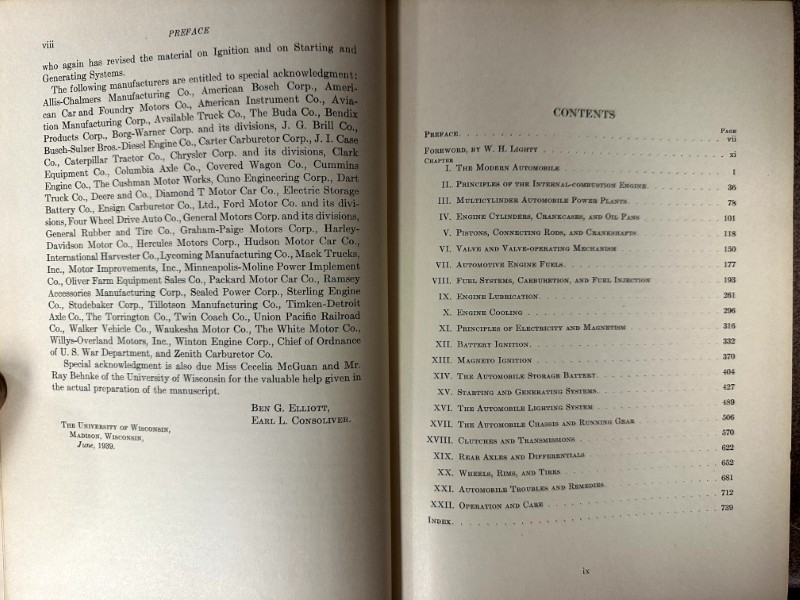 viii
PREFACE
who again has revised the material on Ignition and on Starting and
Generating Systems.
The following manufacturers are entitled to special acknowledgment:
Allis-Chalmers Manufacturing Co., American Bosch Corp., Ameri-
can Car and Foundry Motors Co., American Instrument Co., Avia-
tion Manufacturing Corp., Available Truck Co., The Buda Co., Bendix
Products Corp., Borg-Warner Corp. and its divisions, J. G. Brill Co.,
Busch-Sulzer Bros.-Diesel Engine Co., Carter Carburetor Corp., J. I. Case
Co., Caterpillar Tractor Co., Chrysler Corp. and its divisions, Clark
Equipment Co., Columbia Axle Co., Covered Wagon Co., Cummins
Engine Co., The Cushman Motor Works, Cuno Engineering Corp., Dart
Truck Co., Deere and Co., Diamond T Motor Car Co., Electric Storage
Battery Co., Ensign Carburetor Co., Ltd., Ford Motor Co. and its divi-
sions, Four Wheel Drive Auto Co., General Motors Corp. and its divisions,
General Rubber and Tire Co., Graham-Paige Motors Corp., Harley-
Davidson Motor Co., Hercules Motors Corp., Hudson Motor Car Co.,
International Harvester Co., Lycoming Manufacturing Co., Mack Trucks,
Inc., Motor Improvements, Inc., Minneapolis-Moline Power Implement
Co., Oliver Farm Equipment Sales Co., Packard Motor Car Co., Ramsey
Accessories Manufacturing Corp., Sealed Power Corp., Sterling Engine
Co., Studebaker Corp., Tillotson Manufacturing Co., Timken-Detroit
Axle Co., The Torrington Co., Twin Coach Co., Union Pacific Railroad
Co., Walker Vehicle Co., Waukesha Motor Co., The White Motor Co.,
Willys-Overland Motors, Inc., Winton Engine Corp., Chief of Ordnance
of U. S. War Department, and Zenith Carburetor Co.
Special acknowledgment is also due Miss Cecelia McGuan and Mr.
Ray Behnke of the University of Wisconsin for the valuable help given in
the actual preparation of the manuscript.
BEN G. ELLIOTT,
EARL L. CONSOLIVER.
THE UNIVERSITY OF WISCONSIN,
MADISON, WISCONSIN,
June, 1939.
CONTENTS
PAGE
PREFACE. vii
FOREWORD, BY W. H. LIGHTY xi
CHAPTER
I. THE MODERN AUTOMOBILE 1
II. PRINCIPLES OF THE INTERNAL-COMBUSTION ENGINE. 36
III. MULTICYLINDER AUTOMOBILE POWER PLANTS 78
IV. ENGINE CYLINDERS, CRANKCASES, AND OIL PANS 101
V. PISTONS, CONNECTING RODS, AND CRANKSHAFTS 118
VI. VALVE AND VALVE-OPERATING MECHANISM 150
VII. AUTOMOTIVE ENGINE FUELS. 177
VIII. FUEL SYSTEMS, CARBURETION, AND FUEL INJECTION 193
IX. ENGINE LUBRICATION. 261
X. ENGINE COOLING 296
XI. PRINCIPLES OF ELECTRICITY AND MAGNETISM 316
XII. BATTERY IGNITION. 332
XIII. MAGNETO IGNITION 370
XIV. THE AUTOMOBILE STORAGE BATTERY. 404
XV. STARTING AND GENERATING SYSTEMS. 427
XVI. THE AUTOMOBILE LIGHTING SYSTEM 489
XVII. THE AUTOMOBILE CHASSIS AND RUNNING GEAR 506
XVIII. CLUTCHES AND TRANSMISSIONS 570
XIX. REAR AXLES AND DIFFERENTIALS 622
XX. WHEELS, RIMS, AND TIRES 652
XXI. AUTOMOBILE TROUBLES AND REMEDIES. 681
XXII. OPERATION AND CARE 712
INDEX. 739
ix